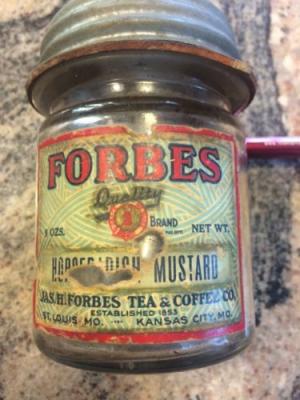 FORBES
Quality
BRAND
OZS. NET WT.
MUSTARD
JAS. H. FORBES TEA & COFFEE CO.
ESTABLISHED 1853
ST. LOUIS MO. ···· KANSAS CITY, MO.